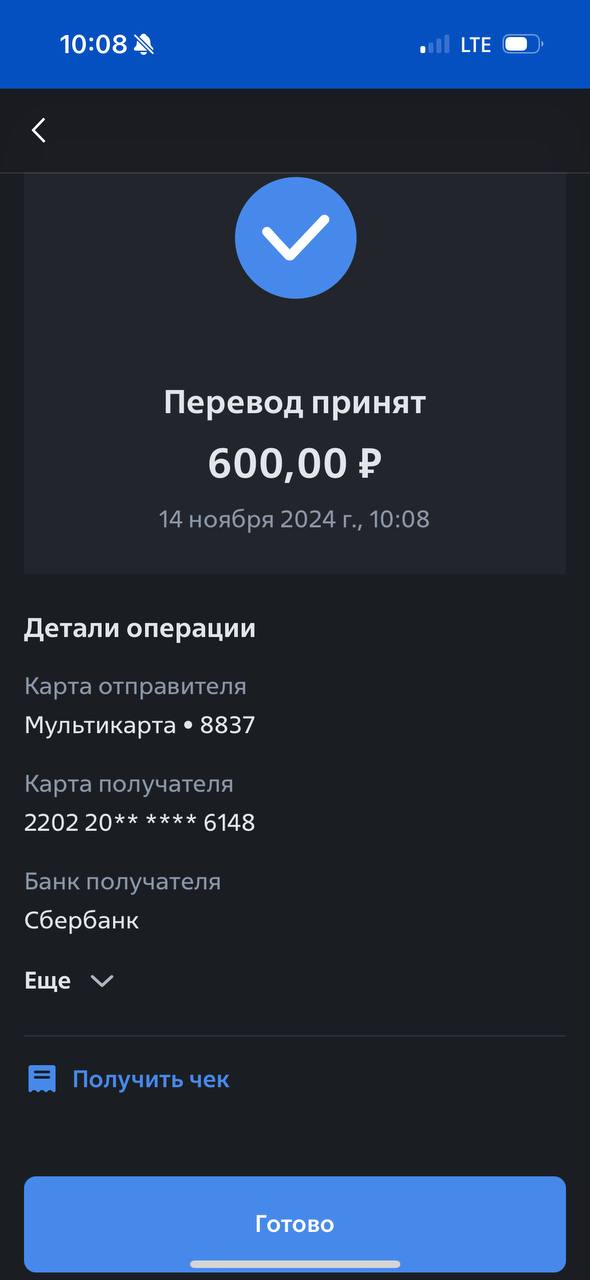 10:08 LTE
Перевод принят
600,00 ₽
14 ноября 2024 г., 10:08
Детали операции
Карта отправителя
Мультикарта • 8837
Карта получателя
2202 20** **** 6148
Банк получателя
Сбербанк
Еще
Получить чек
Готово